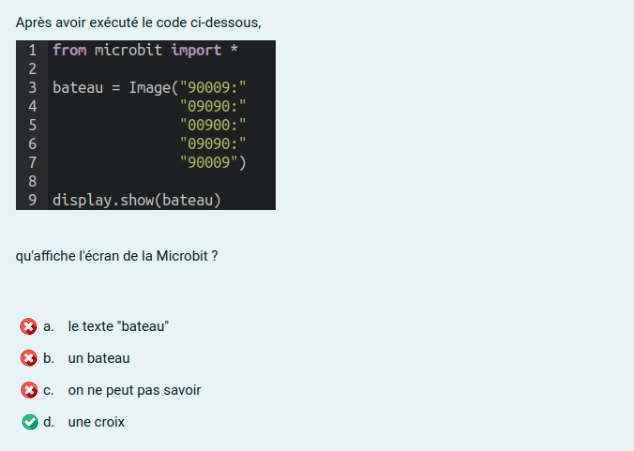 Après avoir exécuté le code ci-dessous,
1 from microbit import *
2
3 bateau = Image("90009:"
4 "09090:"
5 "00900:"
6 "09090:"
7 "90009")
8
9 display.show(bateau)
qu'affiche l'écran de la Microbit ?
a. le texte "bateau"
b. un bateau
c. on ne peut pas savoir
d. une croix